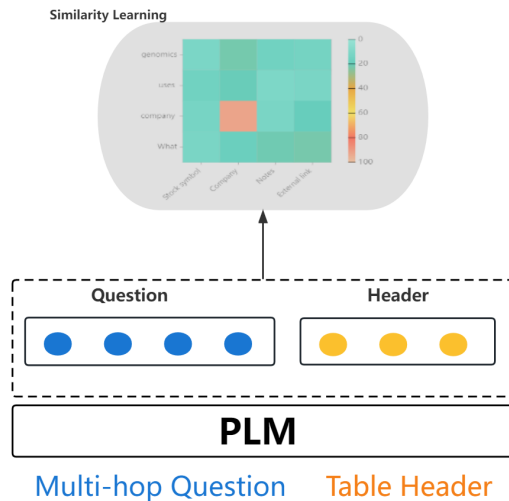 Similarity Learning
genomics
uses
company
What
Stock symbol
Company
Notes
External link
0
20
40
60
80
100
Question
Header
PLM
Multi-hop Question
Table Header